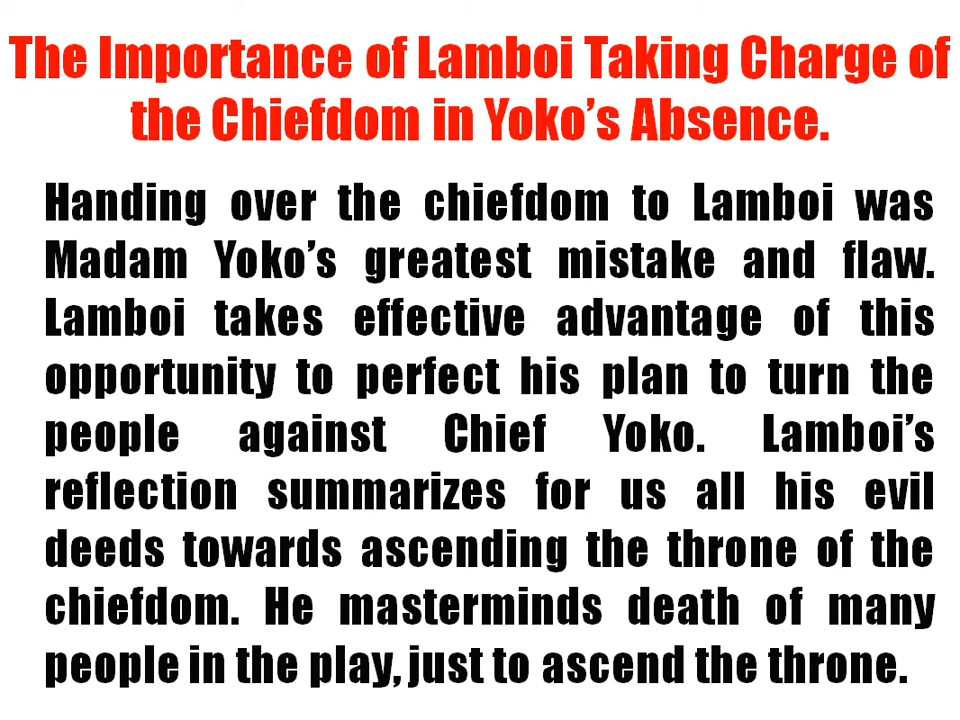 The Importance of Lamboi Taking Charge of
the Chiefdom in Yoko’s Absence.
Handing over the chiefdom to Lamboi was
Madam Yoko’s greatest mistake and flaw.
Lamboi takes effective advantage of this
opportunity to perfect his plan to turn the
people against Chief Yoko. Lamboi’s
reflection summarizes for us all his evil
deeds towards ascending the throne of the
chiefdom. He masterminds death of many
people in the play, just to ascend the throne.